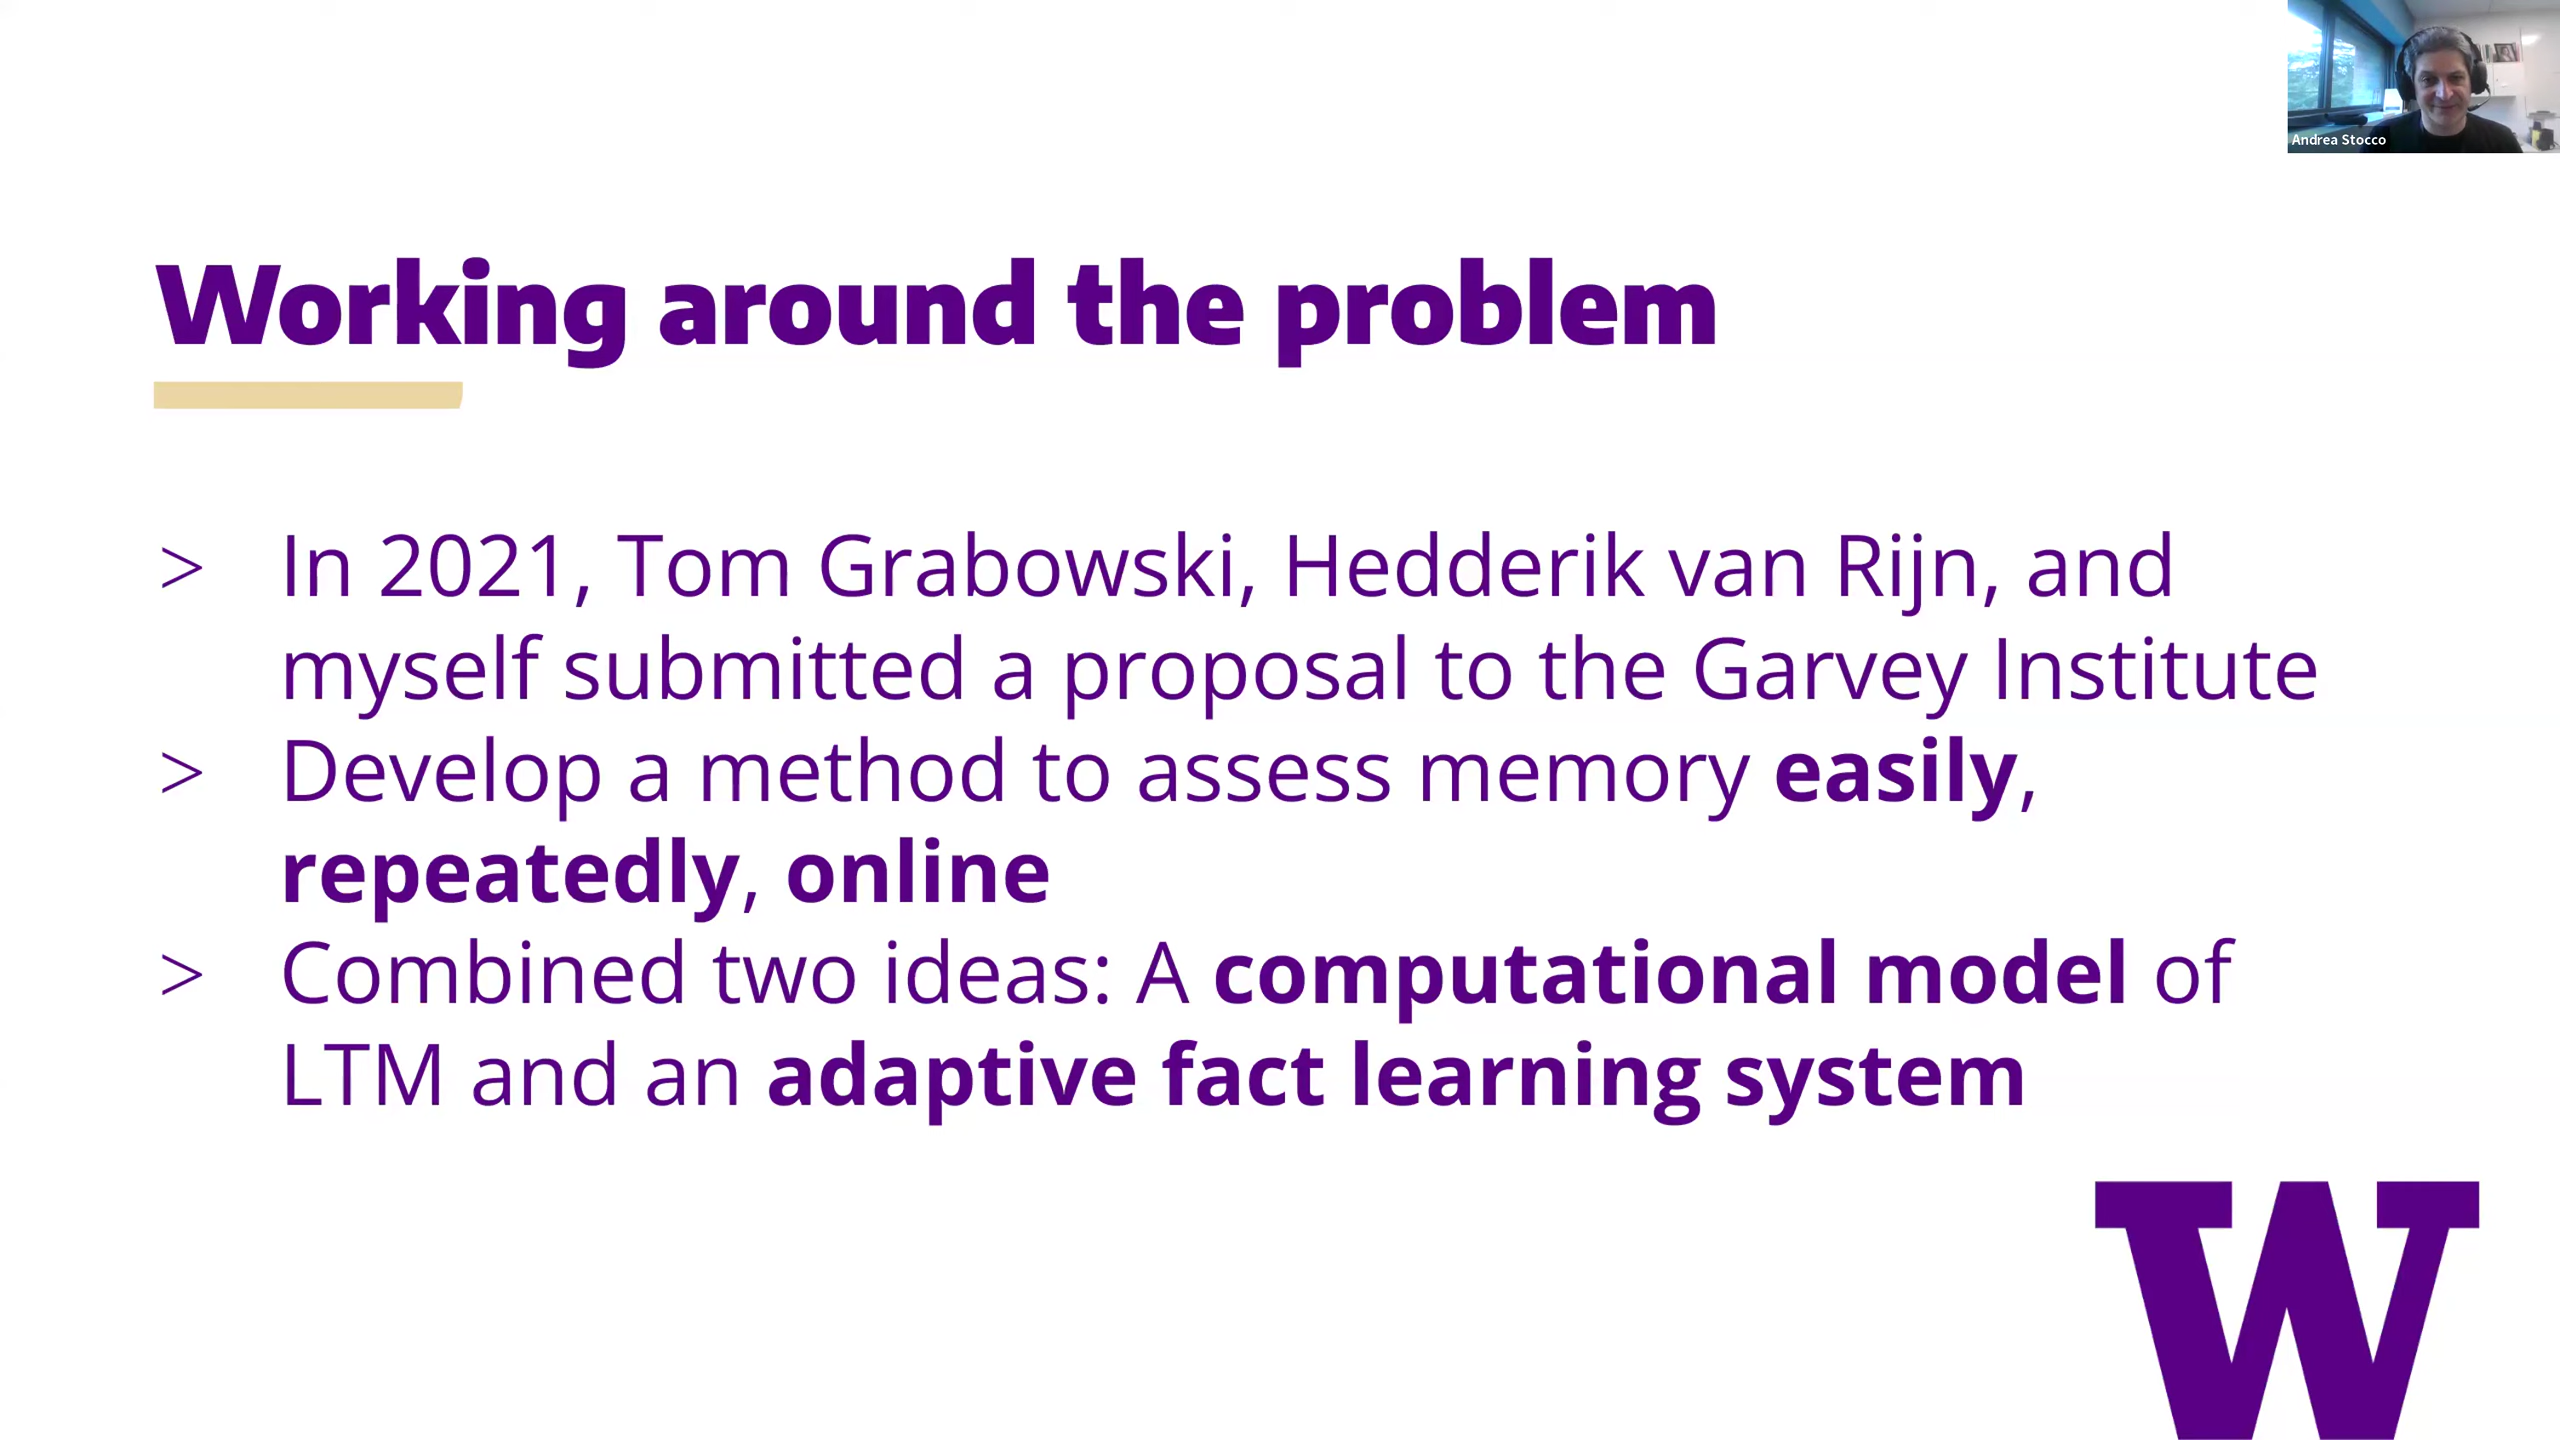 Andrea Stocco
Working around the problem
> In 2021, Tom Grabowski, Hedderik van Rijn, and
myself submitted a proposal to the Garvey Institute
> Develop a method to assess memory easily,
repeatedly, online
> Combined two ideas: A computational model of
LTM and an adaptive fact learning system
W